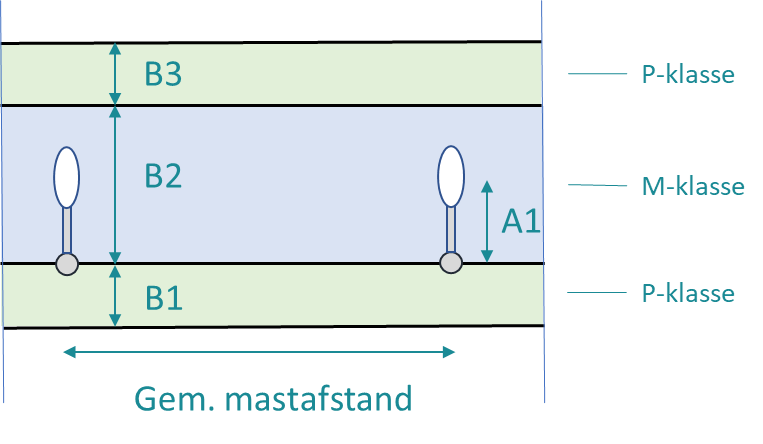 B3
P-klasse
B2
M-klasse
A1
B1
P-klasse
Gem. mastafstand